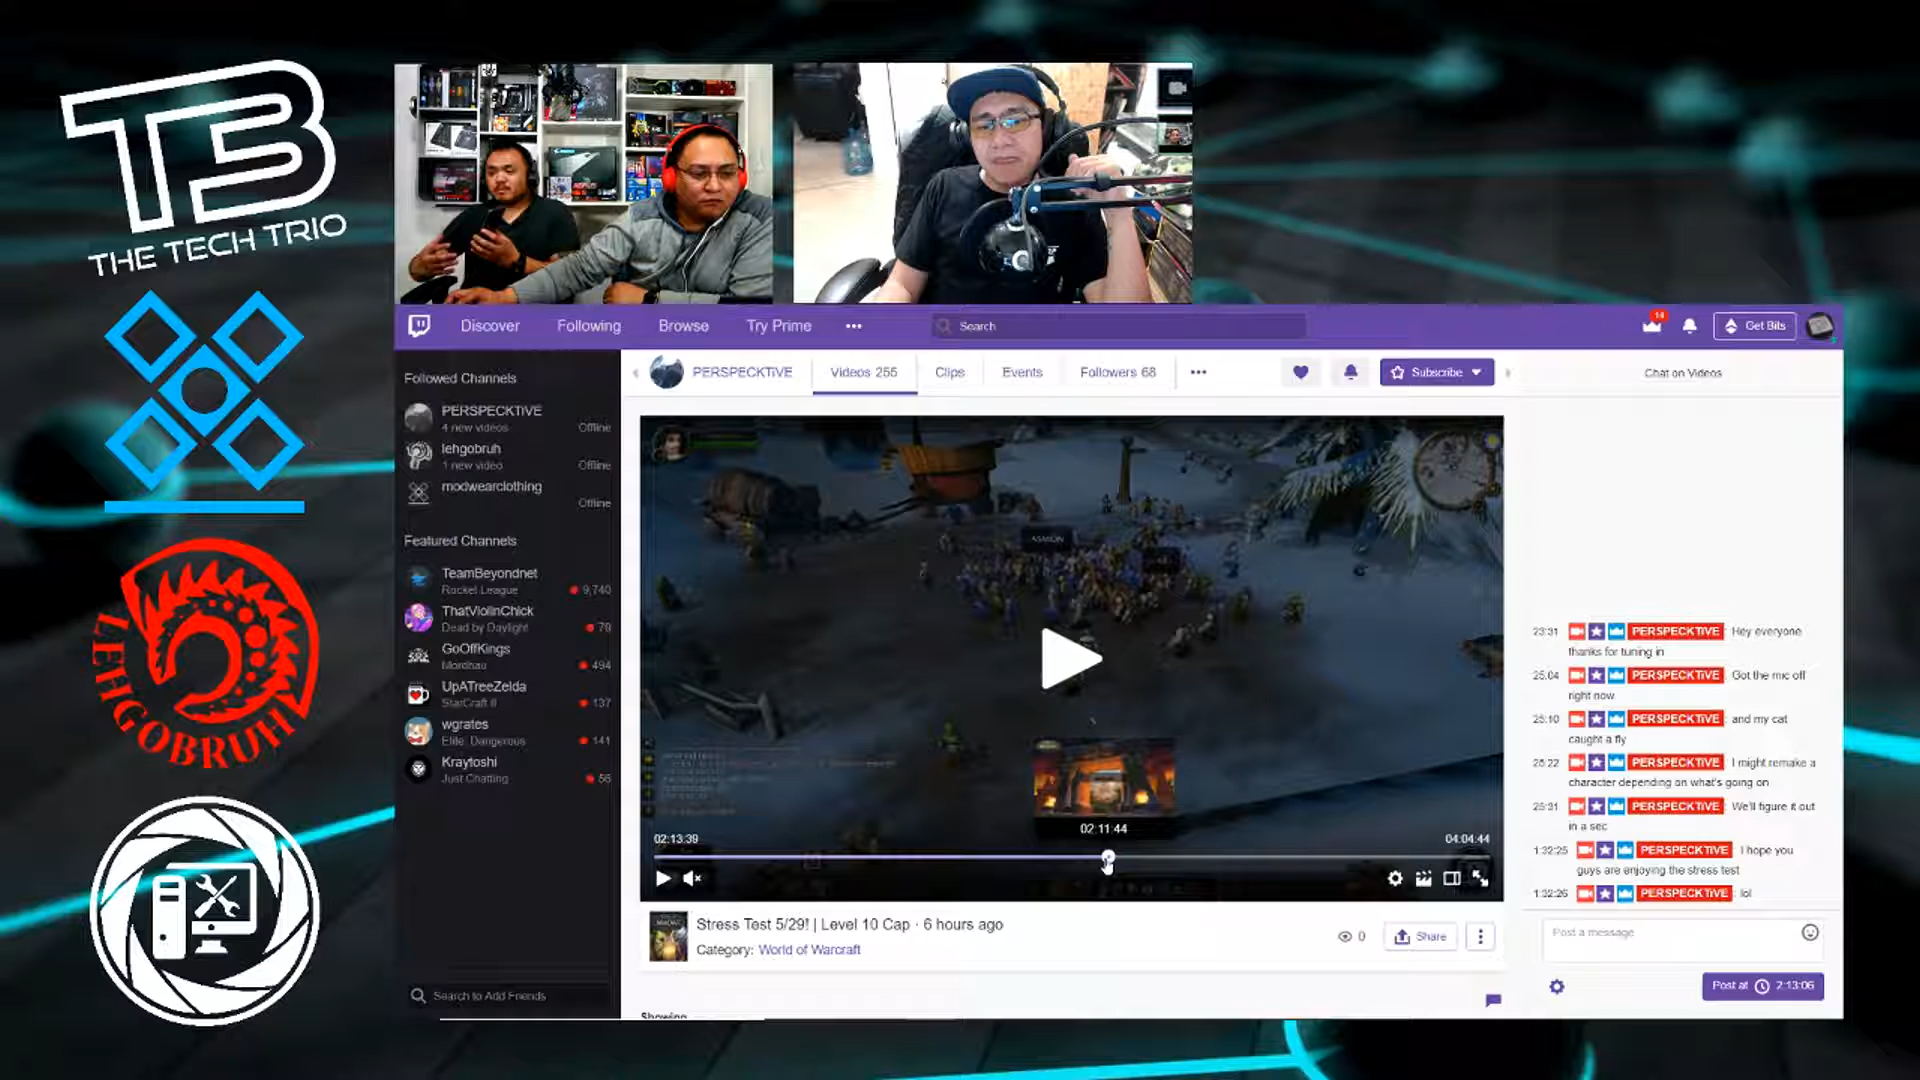 TB
THE TECH TRIO
LEHGOBRUH
Discover
Following
Browse
Try Prime
Search
14
Get Bits
Followed Channels
PERSPECKTiVE
4 new videos
Offline
lehgobruh
1 new video
Offline
modwearclothing
Offline
Featured Channels
TeamBeyondnet
Rocket League
9,740
ThatViolinChick
Dead by Daylight
79
GoOffKings
Mordhau
494
UpATreeZelda
StarCraft II
137
wgrates
Elite: Dangerous
141
Kraytoshi
Just Chatting
56
Search to Add Friends
PERSPECKTiVE
Videos 255
Clips
Events
Followers 68
Subscribe
ASMON
02:11:44
02:13:39
04:04:44
Stress Test 5/29! | Level 10 Cap · 6 hours ago
Category: World of Warcraft
0
Share
Showing
Chat on Videos
23:31 PERSPECKTiVE Hey everyone
thanks for tuning in
25:04 PERSPECKTiVE Got the mic off
right now
25:10 PERSPECKTiVE and my cat
caught a fly
25:22 PERSPECKTiVE I might remake a
character depending on what's going on
25:31 PERSPECKTiVE We'll figure it out
in a sec
1:32:25 PERSPECKTiVE I hope you
guys are enjoying the stress test
1:32:26 PERSPECKTiVE lol
Post a message
Post at 2:13:06